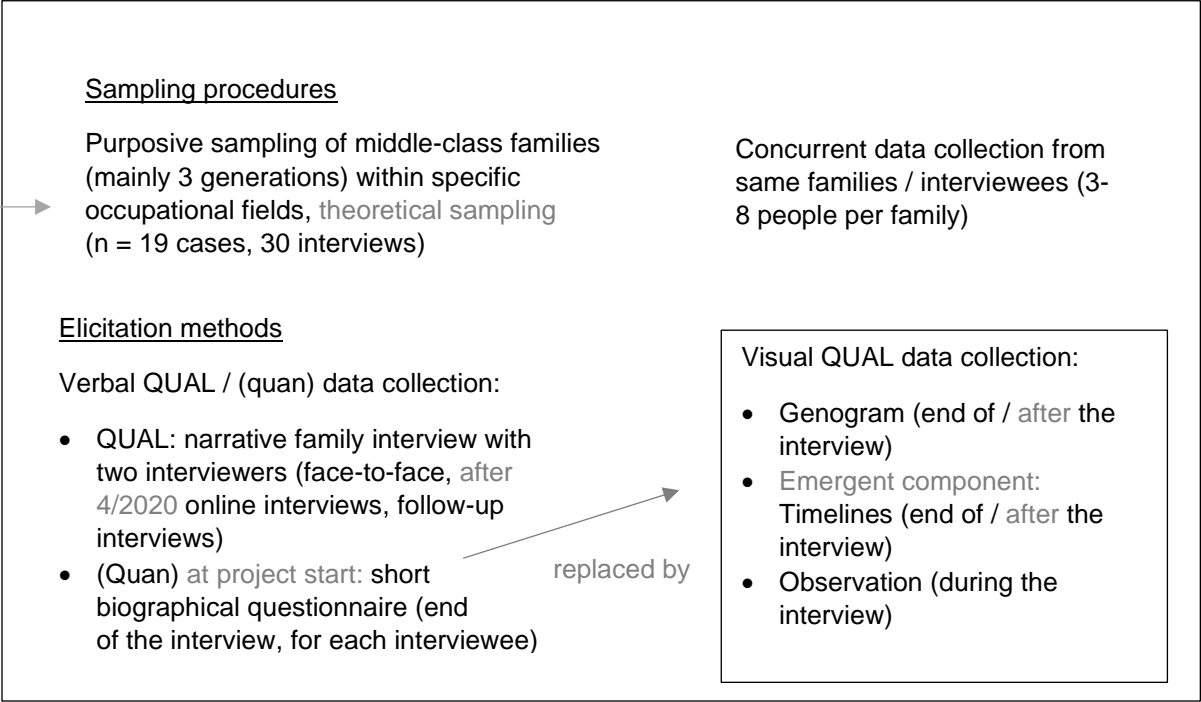 Sampling procedures
Purposive sampling of middle-class families
(mainly 3 generations) within specific
occupational fields, theoretical sampling
(n = 19 cases, 30 interviews)
Concurrent data collection from
same families / interviewees (3-
8 people per family)
Elicitation methods
Verbal QUAL / (quan) data collection:
• QUAL: narrative family interview with
two interviewers (face-to-face, after
4/2020 online interviews, follow-up
interviews)
• (Quan) at project start: short
biographical questionnaire (end
of the interview, for each interviewee)
replaced by
Visual QUAL data collection:
• Genogram (end of / after the
interview)
• Emergent component:
Timelines (end of / after the
interview)
• Observation (during the
interview)